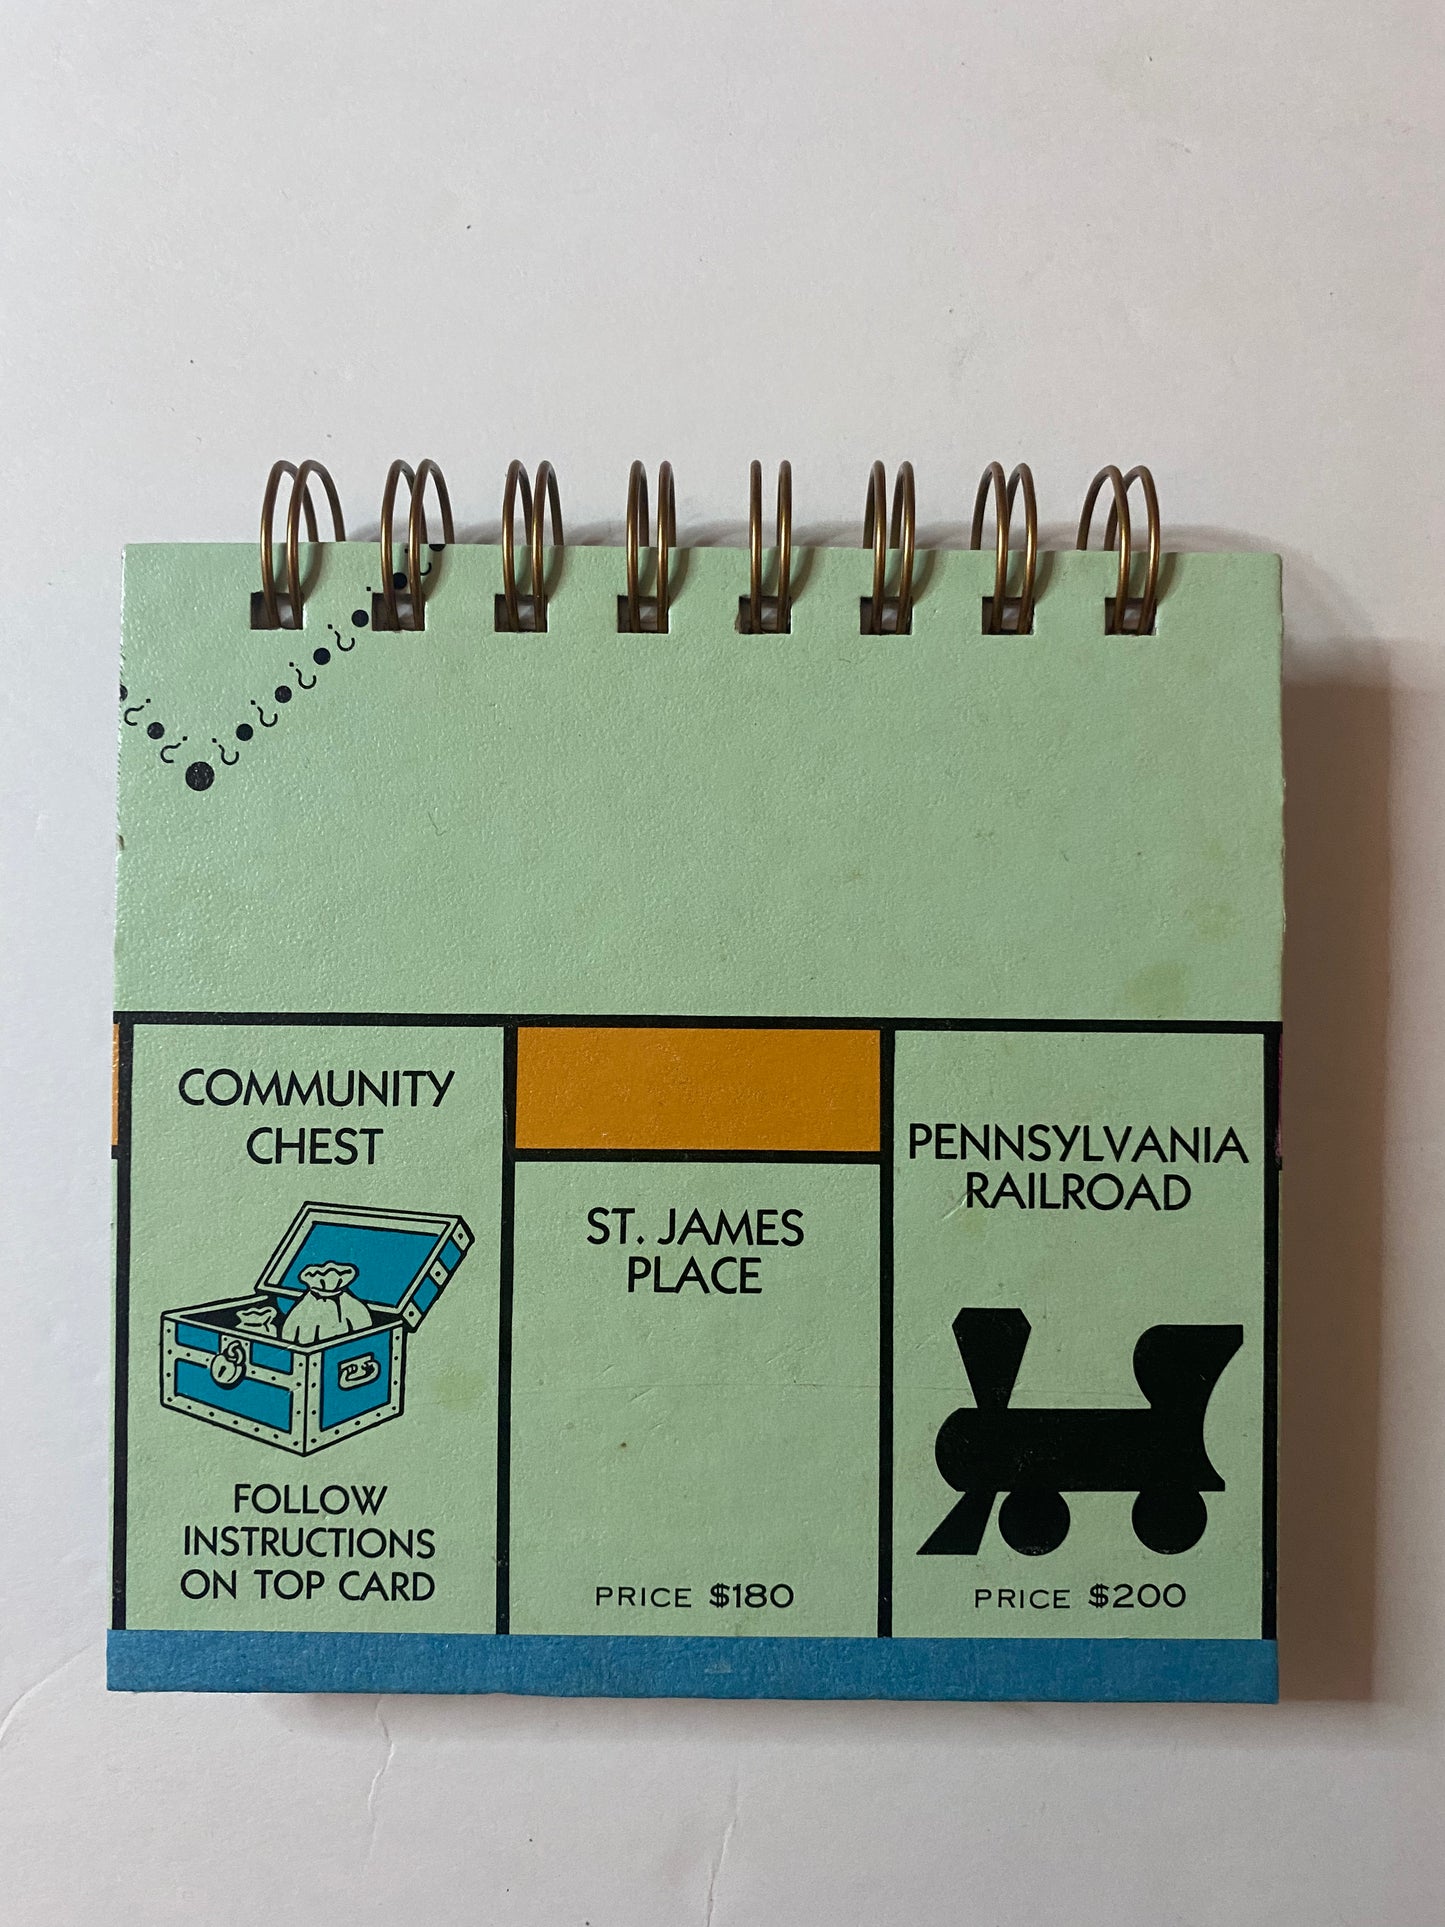 COMMUNITY
CHEST
FOLLOW
INSTRUCTIONS
ON TOP CARD
ST. JAMES
PLACE
PRICE $180
PENNSYLVANIA
RAILROAD
PRICE $200